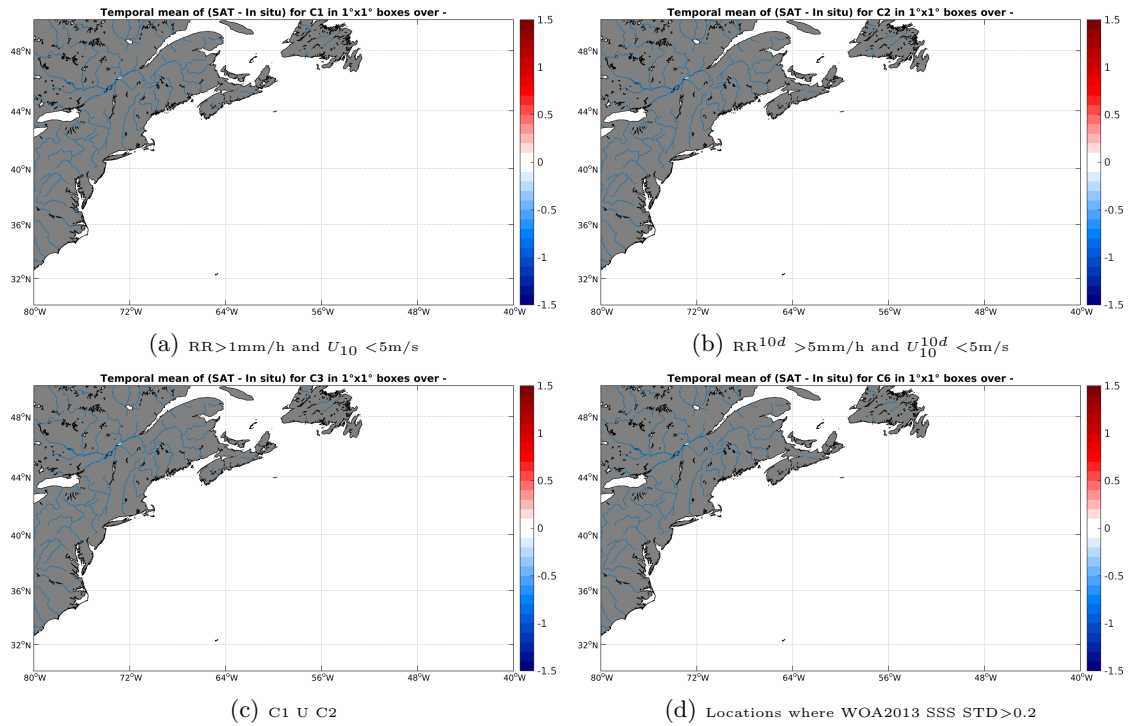 Temporal mean of (SAT - In situ) for C1 in 1°x1° boxes over -
48°N
44°N
40°N
36°N
32°N
80°W 72°W 64°W 56°W 48°W 40°W
1.5
1
0.5
0
-0.5
-1
-1.5
(a) RR>1mm/h and U10 <5m/s
Temporal mean of (SAT - In situ) for C2 in 1°x1° boxes over -
48°N
44°N
40°N
36°N
32°N
80°W 72°W 64°W 56°W 48°W 40°W
1.5
1
0.5
0
-0.5
-1
-1.5
(b) RR10d >5mm/h and U10 10d <5m/s
Temporal mean of (SAT - In situ) for C3 in 1°x1° boxes over -
48°N
44°N
40°N
36°N
32°N
80°W 72°W 64°W 56°W 48°W 40°W
1.5
1
0.5
0
-0.5
-1
-1.5
(c) C1 U C2
Temporal mean of (SAT - In situ) for C6 in 1°x1° boxes over -
48°N
44°N
40°N
36°N
32°N
80°W 72°W 64°W 56°W 48°W 40°W
1.5
1
0.5
0
-0.5
-1
-1.5
(d) Locations where WOA2013 SSS STD>0.2